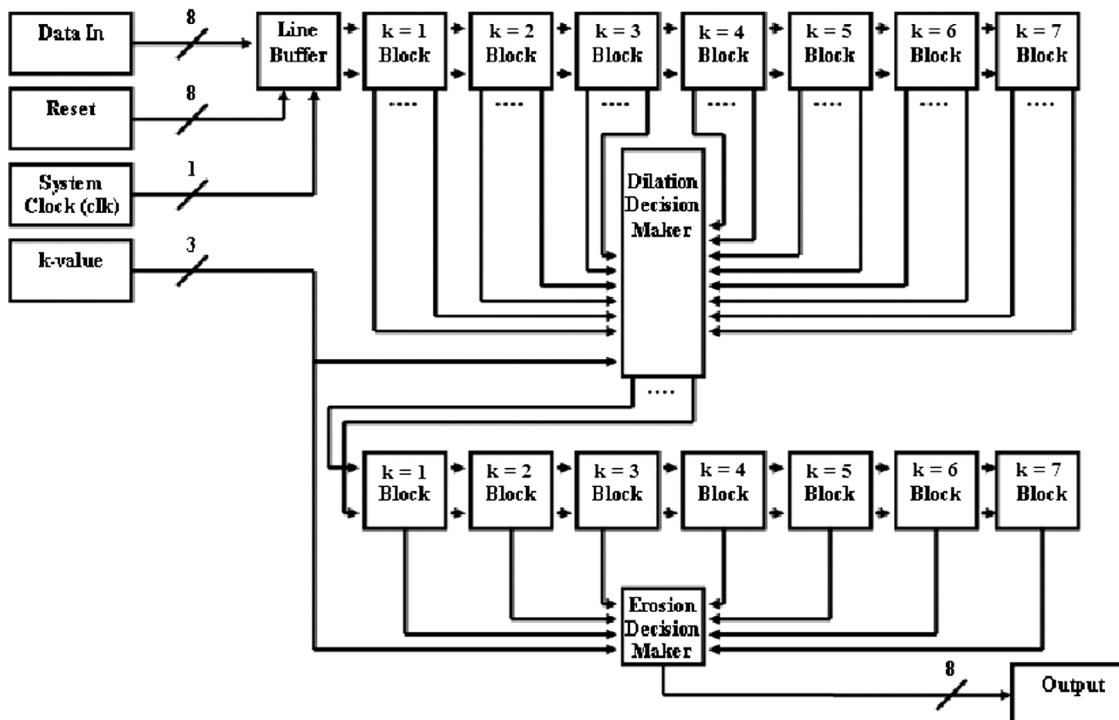 Data In
8
Line
Buffer
k = 1
Block
k = 2
Block
k = 3
Block
k = 4
Block
k = 5
Block
k = 6
Block
k = 7
Block
Reset
8
....
....
....
....
....
....
....
System
Clock (clk)
1
Dilation
Decision
Maker
k-value
3
....
k = 1
Block
k = 2
Block
k = 3
Block
k = 4
Block
k = 5
Block
k = 6
Block
k = 7
Block
Erosion
Decision
Maker
8
Output